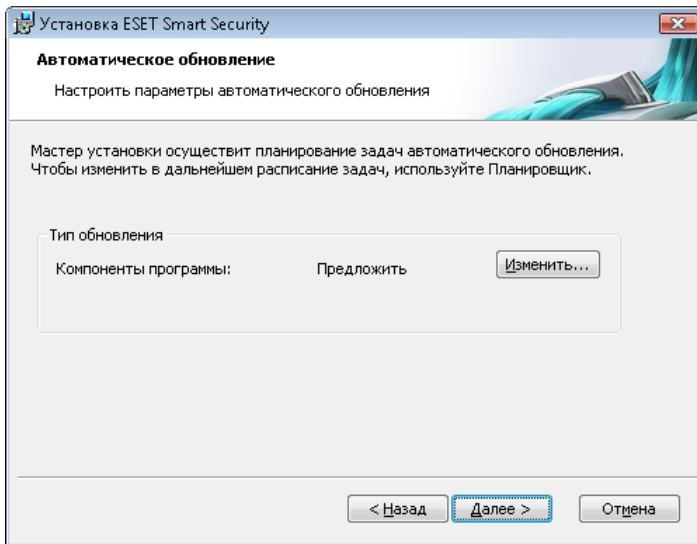 Установка ESET Smart Security
Автоматическое обновление
Настроить параметры автоматического обновления
Мастер установки осуществит планирование задач автоматического обновления.
Чтобы изменить в дальнейшем расписание задач, используйте Планировщик.
Тип обновления
Компоненты программы: Предложить Изменить...
< Назад Далее > Отмена